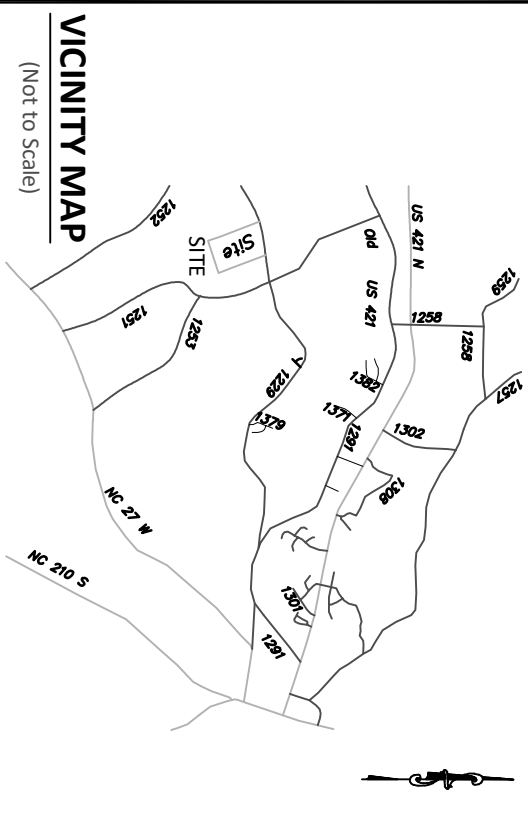 VICINITY MAP
(Not to Scale)
1252
Site
SITE
1251
1253
Old US 421
US 421 N
1259
1258
1258
1257
1382
1229
1371
1379
1291
1302
1308
NC 27 W
NC 210 S
1301
1291